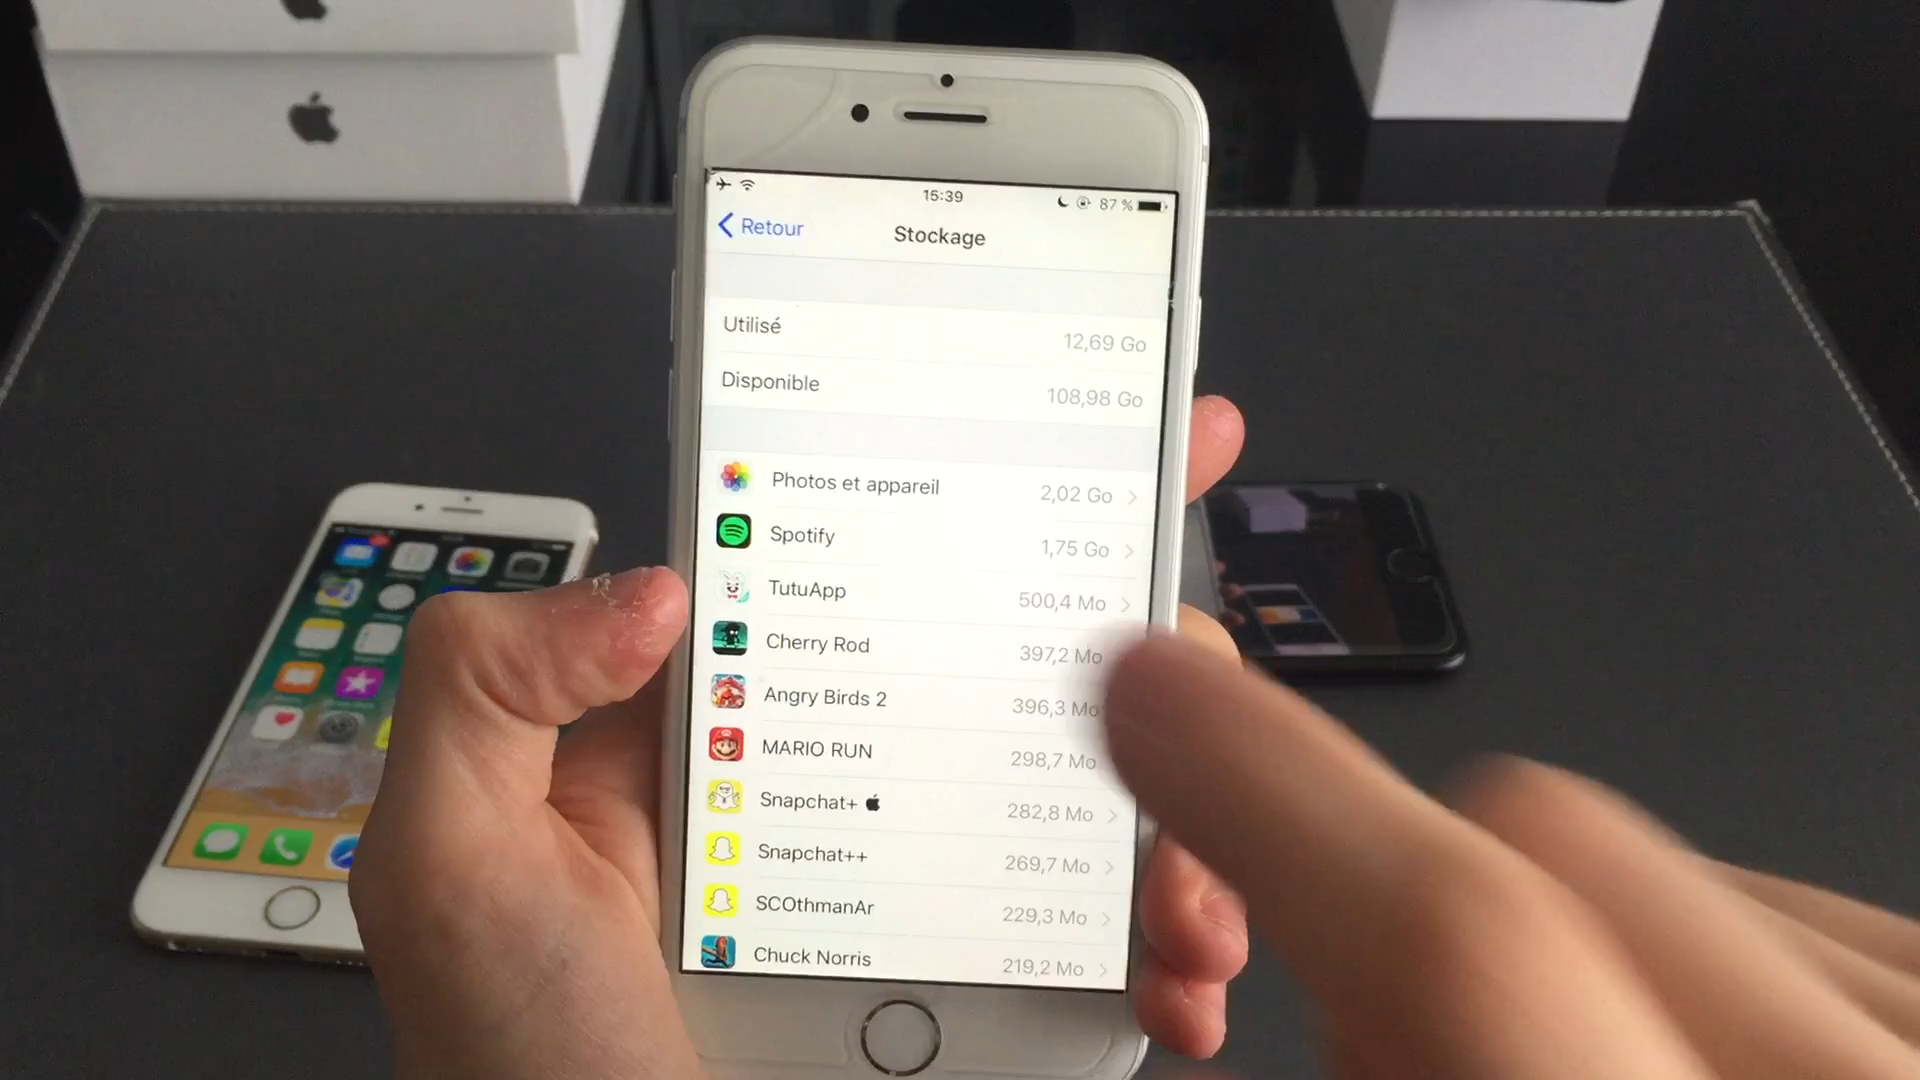 15:39
87 %
Retour
Stockage
Utilisé 12,69 Go
Disponible 108,98 Go
Photos et appareil 2,02 Go
Spotify 1,75 Go
TutuApp 500,4 Mo
Cherry Rod 397,2 Mo
Angry Birds 2 396,3 Mo
MARIO RUN 298,7 Mo
Snapchat+ 282,8 Mo
Snapchat++ 269,7 Mo
SCOthmanAr 229,3 Mo
Chuck Norris 219,2 Mo